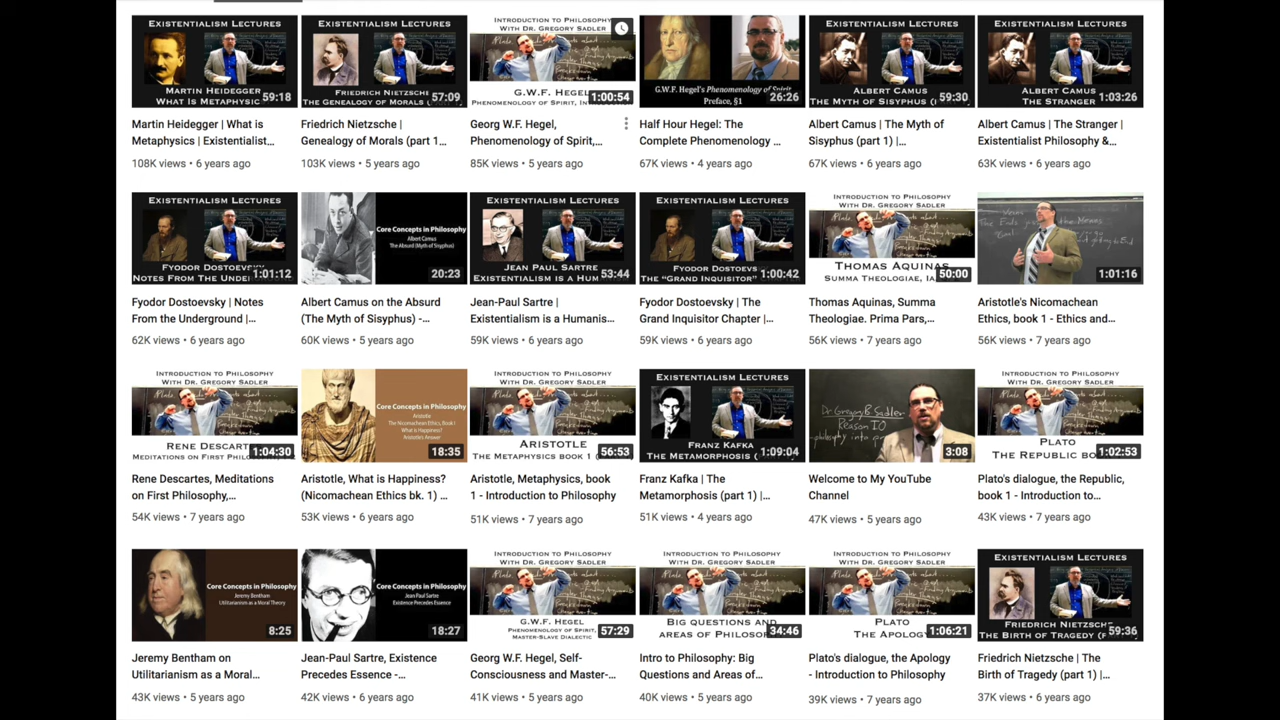 EXISTENTIALISM LECTURES
MARTIN HEIDEGGER
WHAT IS METAPHYSIC
59:18
Martin Heidegger | What is
Metaphysics | Existentialist...
108K views • 6 years ago
EXISTENTIALISM LECTURES
FRIEDRICH NIETZSCHE
THE GENEALOGY OF MORALS
57:09
Friedrich Nietzsche |
Genealogy of Morals (part 1...
103K views • 5 years ago
INTRODUCTION TO PHILOSOPHY
WITH DR. GREGORY SADLER
G.W.F. HEGEL
PHENOMENOLOGY OF SPIRIT,
1:00:54
Georg W.F. Hegel,
Phenomenology of Spirit,...
85K views • 5 years ago
G.W.F. Hegel's Phenomenology of Spirit
Preface, §1
26:26
Half Hour Hegel: The
Complete Phenomenology ...
67K views • 4 years ago
EXISTENTIALISM LECTURES
ALBERT CAMUS
THE MYTH OF SISYPHUS
59:30
Albert Camus | The Myth of
Sisyphus (part 1) |...
67K views • 6 years ago
EXISTENTIALISM LECTURES
ALBERT CAMUS
THE STRANGER
1:03:26
Albert Camus | The Stranger |
Existentialist Philosophy &...
63K views • 6 years ago
EXISTENTIALISM LECTURES
FYODOR DOSTOEVSKY
NOTES FROM THE UNDE
1:01:12
Fyodor Dostoevsky | Notes
From the Underground |...
62K views • 6 years ago
Core Concepts in Philosophy
Albert Camus
The Absurd (Myth of Sisyphus)
20:23
Albert Camus on the Absurd
(The Myth of Sisyphus) -...
60K views • 5 years ago
EXISTENTIALISM LECTURES
JEAN PAUL SARTRE
EXISTENTIALISM IS A HUM
53:44
Jean-Paul Sartre |
Existentialism is a Humanis...
59K views • 6 years ago
EXISTENTIALISM LECTURES
FYODOR DOSTOEVS
THE "GRAND INQUISITOR"
1:00:42
Fyodor Dostoevsky | The
Grand Inquisitor Chapter |...
59K views • 6 years ago
INTRODUCTION TO PHILOSOPHY
WITH DR. GREGORY SADLER
THOMAS AQUINAS
SUMMA THEOLOGIAE, IA
50:00
Thomas Aquinas, Summa
Theologiae. Prima Pars,...
56K views • 7 years ago
1:01:16
Aristotle's Nicomachean
Ethics, book 1 - Ethics and...
56K views • 7 years ago
INTRODUCTION TO PHILOSOPHY
WITH DR. GREGORY SADLER
RENE DESCART
MEDITATIONS ON FIRST PHILO
1:04:30
Rene Descartes, Meditations
on First Philosophy,...
54K views • 7 years ago
Core Concepts in Philosophy
Aristotle
The Nicomachean Ethics, Book I
What is Happiness?
Aristotle's Answer
18:35
Aristotle, What is Happiness?
(Nicomachean Ethics bk. 1) ...
53K views • 6 years ago
INTRODUCTION TO PHILOSOPHY
WITH DR. GREGORY SADLER
ARISTOTLE
THE METAPHYSICS BOOK 1
56:53
Aristotle, Metaphysics, book
1 - Introduction to Philosophy
51K views • 7 years ago
EXISTENTIALISM LECTURES
FRANZ KAFKA
THE METAMORPHOSIS
1:09:04
Franz Kafka | The
Metamorphosis (part 1) |...
51K views • 4 years ago
Dr. Gregory B. Sadler
REASON IO
philosophy into
3:08
Welcome to My YouTube
Channel
47K views • 5 years ago
INTRODUCTION TO PHILOSOPHY
WITH DR. GREGORY SADLER
PLATO
THE REPUBLIC BO
1:02:53
Plato's dialogue, the Republic,
book 1 - Introduction to...
43K views • 7 years ago
Core Concepts in Philosophy
Jeremy Bentham
Utilitarianism as a Moral Theory
8:25
Jeremy Bentham on
Utilitarianism as a Moral...
43K views • 5 years ago
Core Concepts in Philosophy
Jean Paul Sartre
Existence Precedes Essence
18:27
Jean-Paul Sartre, Existence
Precedes Essence -...
42K views • 6 years ago
INTRODUCTION TO PHILOSOPHY
WITH DR. GREGORY SADLER
G.W.F. HEGEL
PHENOMENOLOGY OF SPIRIT,
MASTER-SLAVE DIALECTIC
57:29
Georg W.F. Hegel, Self-
Consciousness and Master-...
41K views • 5 years ago
INTRODUCTION TO PHILOSOPHY
WITH DR. GREGORY SADLER
BIG QUESTIONS AND
AREAS OF PHILOSO
34:46
Intro to Philosophy: Big
Questions and Areas of...
40K views • 5 years ago
INTRODUCTION TO PHILOSOPHY
WITH DR. GREGORY SADLER
PLATO
THE APOLOG
1:06:21
Plato's dialogue, the Apology
- Introduction to Philosophy
39K views • 7 years ago
EXISTENTIALISM LECTURES
FRIEDRICH NIETZSCHE
THE BIRTH OF TRAGEDY
59:36
Friedrich Nietzsche | The
Birth of Tragedy (part 1) |...
37K views • 6 years ago